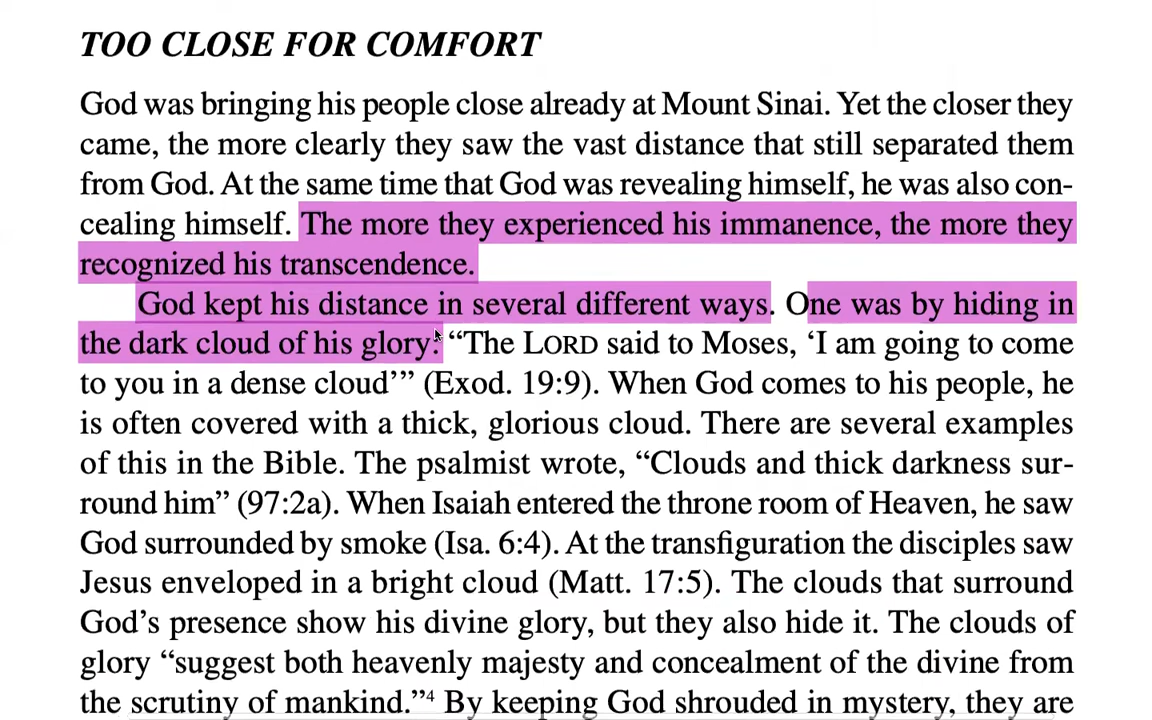 TOO CLOSE FOR COMFORT
God was bringing his people close already at Mount Sinai. Yet the closer they
came, the more clearly they saw the vast distance that still separated them
from God. At the same time that God was revealing himself, he was also con-
cealing himself. The more they experienced his immanence, the more they
recognized his transcendence.
God kept his distance in several different ways. One was by hiding in
the dark cloud of his glory: “The LORD said to Moses, ‘I am going to come
to you in a dense cloud’” (Exod. 19:9). When God comes to his people, he
is often covered with a thick, glorious cloud. There are several examples
of this in the Bible. The psalmist wrote, “Clouds and thick darkness sur-
round him” (97:2a). When Isaiah entered the throne room of Heaven, he saw
God surrounded by smoke (Isa. 6:4). At the transfiguration the disciples saw
Jesus enveloped in a bright cloud (Matt. 17:5). The clouds that surround
God’s presence show his divine glory, but they also hide it. The clouds of
glory “suggest both heavenly majesty and concealment of the divine from
the scrutiny of mankind.”4 By keeping God shrouded in mystery, they are